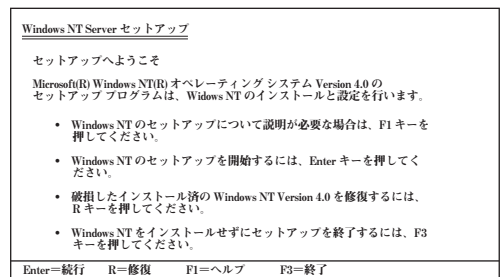 Windows NT Server セットアップ
セットアップへようこそ
Microsoft(R) Windows NT(R) オペレーティング システム Version 4.0 の
セットアップ プログラムは、Widows NT のインストールと設定を行います。
• Windows NT のセットアップについて説明が必要な場合は、F1 キーを
押してください。
• Windows NT のセットアップを開始するには、Enter キーを押してく
ださい。
• 破損したインストール済の Windows NT Version 4.0 を修復するには、
R キーを押してください。
• Windows NT をインストールせずにセットアップを終了するには、F3
キーを押してください。
Enter=続行 R=修復 F1=ヘルプ F3=終了